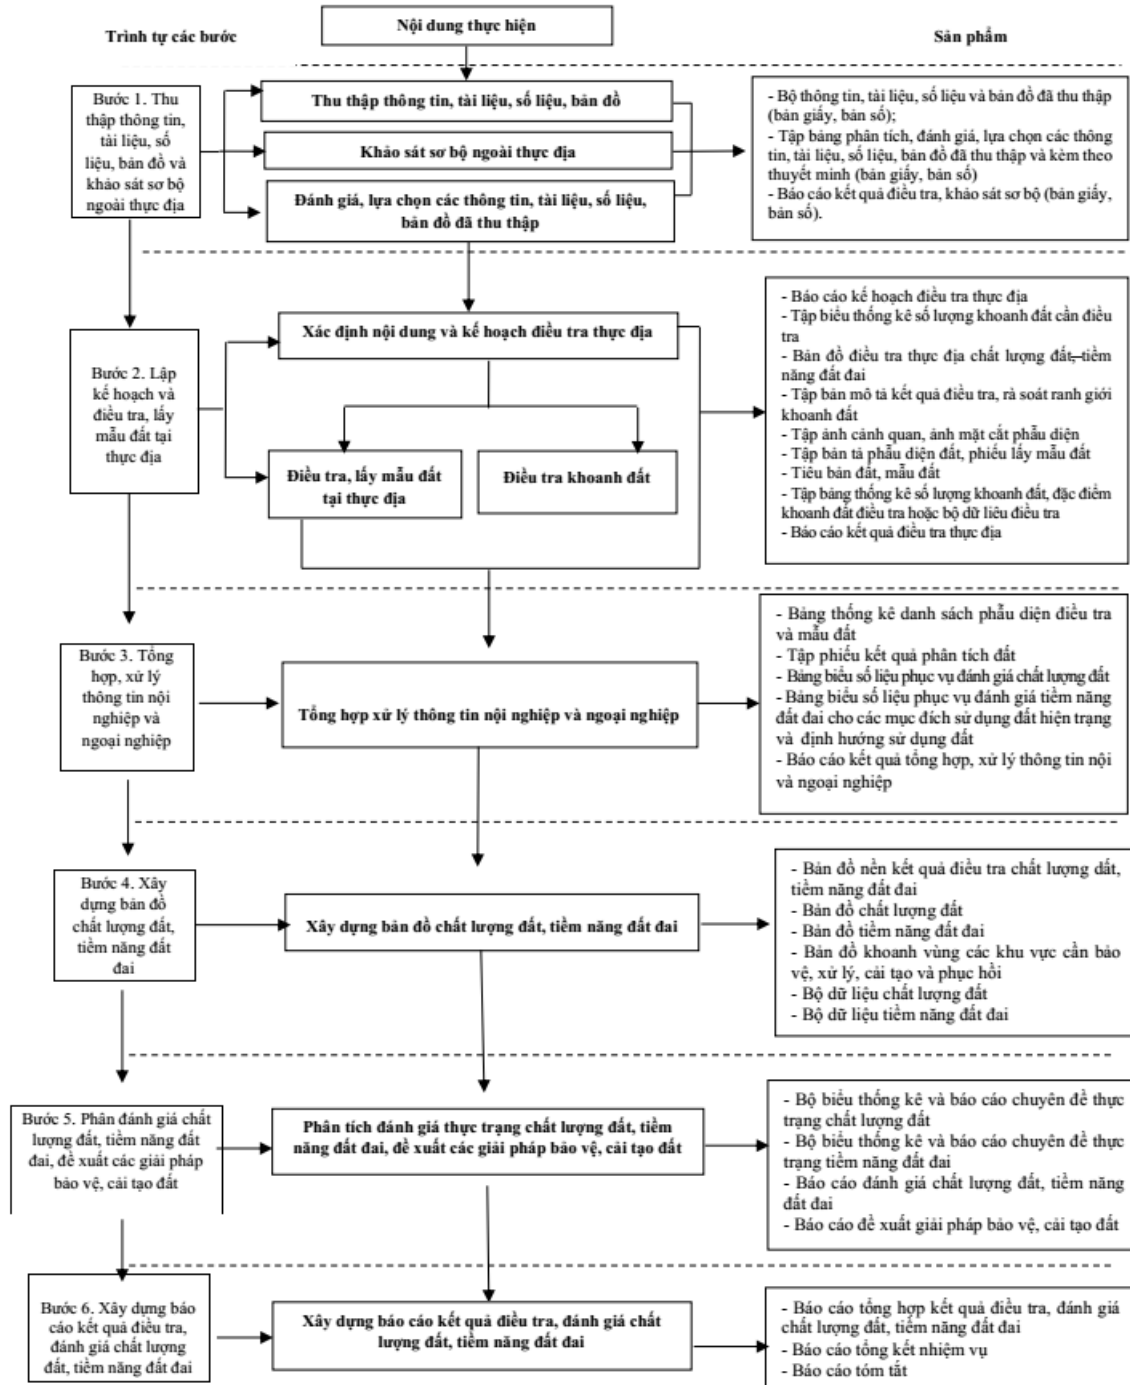 Trình tự các bước
Nội dung thực hiện
Sản phẩm
Bước 1. Thu
thập thông tin,
tài liệu, số
liệu, bản đồ và
khảo sát sơ bộ
ngoài thực địa
Thu thập thông tin, tài liệu, số liệu, bản đồ
Khảo sát sơ bộ ngoài thực địa
Đánh giá, lựa chọn các thông tin, tài liệu, số liệu,
bản đồ đã thu thập
- Bộ thông tin, tài liệu, số liệu và bản đồ đã thu thập
(bản giấy, bản số);
- Tập bảng phân tích, đánh giá, lựa chọn các thông
tin, tài liệu, số liệu, bản đồ đã thu thập và kèm theo
thuyết minh (bản giấy, bản số)
- Báo cáo kết quả điều tra, khảo sát sơ bộ (bản giấy,
bản số).
Bước 2. Lập
kế hoạch và
điều tra, lấy
mẫu đất tại
thực địa
Xác định nội dung và kế hoạch điều tra thực địa
Điều tra, lấy mẫu đất
tại thực địa
Điều tra khoanh đất
- Báo cáo kế hoạch điều tra thực địa
- Tập biểu thống kê số lượng khoanh đất cần điều
tra
- Bản đồ điều tra thực địa chất lượng đất, tiềm
năng đất đai
- Tập bản mô tả kết quả điều tra, rà soát ranh giới
khoanh đất
- Tập ảnh cảnh quan, ảnh mặt cắt phẫu diện
- Tập bản tả phẫu diện đất, phiếu lấy mẫu đất
- Tiêu bản đất, mẫu đất
- Tập bảng thống kê số lượng khoanh đất, đặc điểm
khoanh đất điều tra hoặc bộ dữ liêu điều tra
- Báo cáo kết quả điều tra thực địa
Bước 3. Tổng
hợp, xử lý
thông tin nội
nghiệp và
ngoại nghiệp
Tổng hợp xử lý thông tin nội nghiệp và ngoại nghiệp
- Bảng thống kê danh sách phẫu diện điều tra
và mẫu đất
- Tập phiếu kết quả phân tích đất
- Bảng biểu số liệu phục vụ đánh giá chất lượng đất
- Bảng biểu số liệu phục vụ đánh giá tiềm năng
đất đai cho các mục đích sử dụng đất hiện trạng
và định hướng sử dụng đất
- Báo cáo kết quả tổng hợp, xử lý thông tin nội
và ngoại nghiệp
Bước 4. Xây
dựng bản đồ
chất lượng đất,
tiềm năng đất
đai
Xây dựng bản đồ chất lượng đất, tiềm năng đất đai
- Bản đồ nền kết quả điều tra chất lượng dất,
tiềm năng đất đai
- Bản đồ chất lượng đất
- Bản đồ tiềm năng đất đai
- Bản đồ khoanh vùng các khu vực cần bảo
vệ, xử lý, cải tạo và phục hồi
- Bộ dữ liệu chất lượng đất
- Bộ dữ liệu tiềm năng đất đai
Bước 5. Phân đánh giá chất
lượng đất, tiềm năng đất
đai, đề xuất các giải pháp
bảo vệ, cải tạo đất
Phân tích đánh giá thực trạng chất lượng đất, tiềm
năng đất đai, đề xuất các giải pháp bảo vệ, cải tạo đất
- Bộ biểu thống kê và báo cáo chuyên đề thực
trạng chất lượng đất
- Bộ biểu thống kê và báo cáo chuyên đề thực
trạng tiềm năng đất đai
- Báo cáo đánh giá chất lượng đất, tiềm năng
đất đai
- Báo cáo đề xuất giải pháp bảo vệ, cải tạo đất
Bước 6. Xây dựng báo
cáo kết quả điều tra,
đánh giá chất lượng
đất, tiềm năng đất đai
Xây dựng báo cáo kết quả điều tra, đánh giá chất
lượng đất, tiềm năng đất đai
- Báo cáo tổng hợp kết quả điều tra, đánh giá
chất lượng đất, tiềm năng đất đai
- Báo cáo tổng kết nhiệm vụ
- Báo cáo tóm tắt